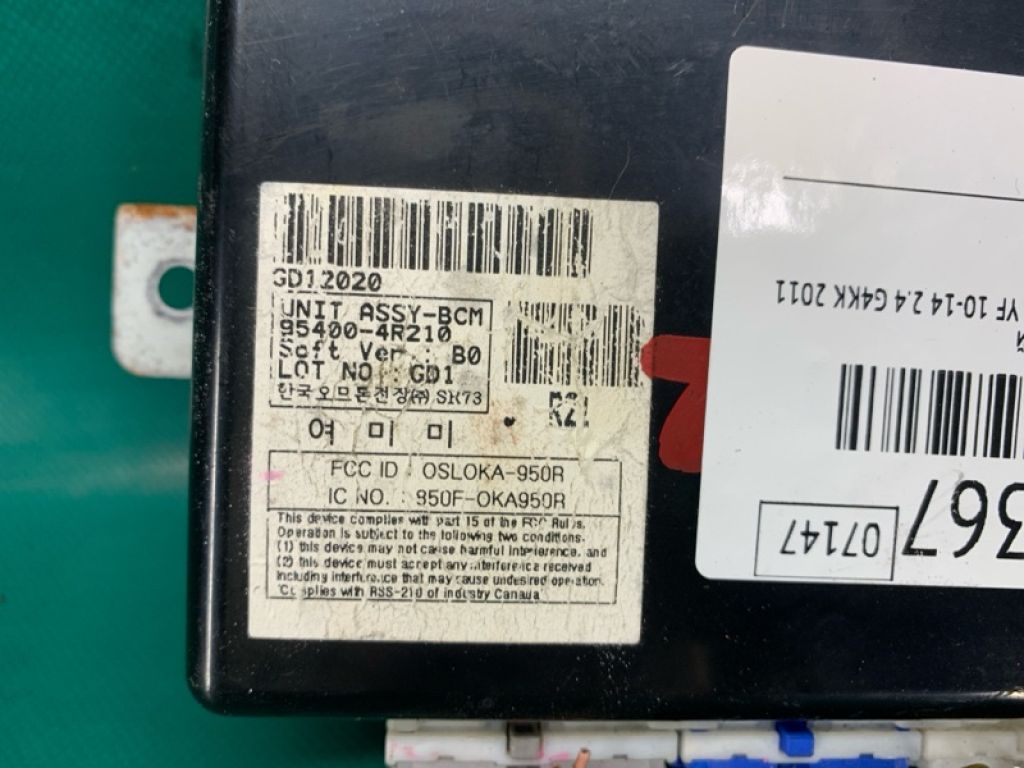 GD12020
UNIT ASSY-BCM
95400-4R210
Soft Ver : B0
LOT NO GD1
한국오므론전장(주) SK73
R21
여 미 미
FCC ID : OSLOKA-950R
IC NO. : 850F-OKA950R
This device complies with part 15 of the FCC Rules.
Operation is subject to the following two conditions.
(1) this device may not cause harmful interference, and
(2) this device must accept any interference received
including interference that may cause undesired operation.
"Complies with RSS-210 of Industry Canada
YF 10-14 2.4 G4KK 2011
367
07147